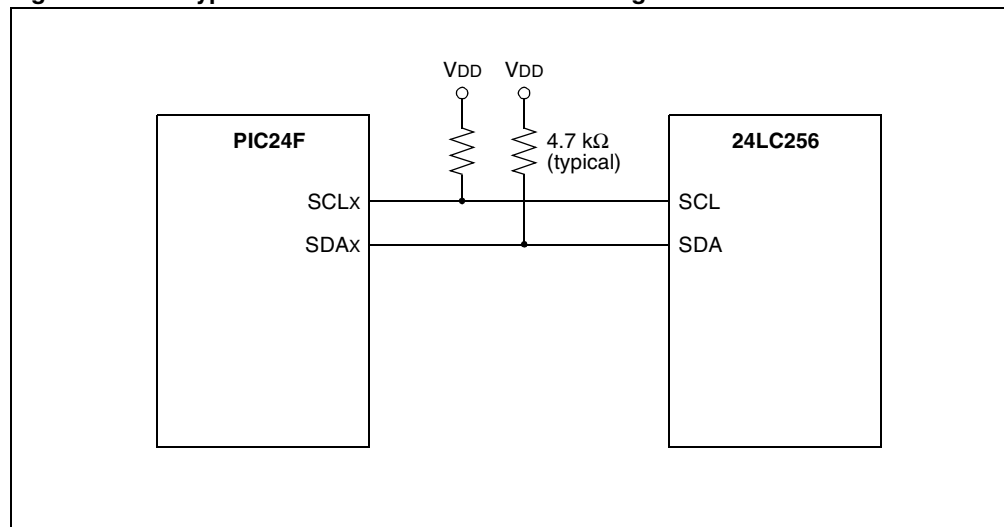 VDD VDD
PIC24F
4.7 kΩ
(typical)
24LC256
SCLx
SCL
SDAx
SDA